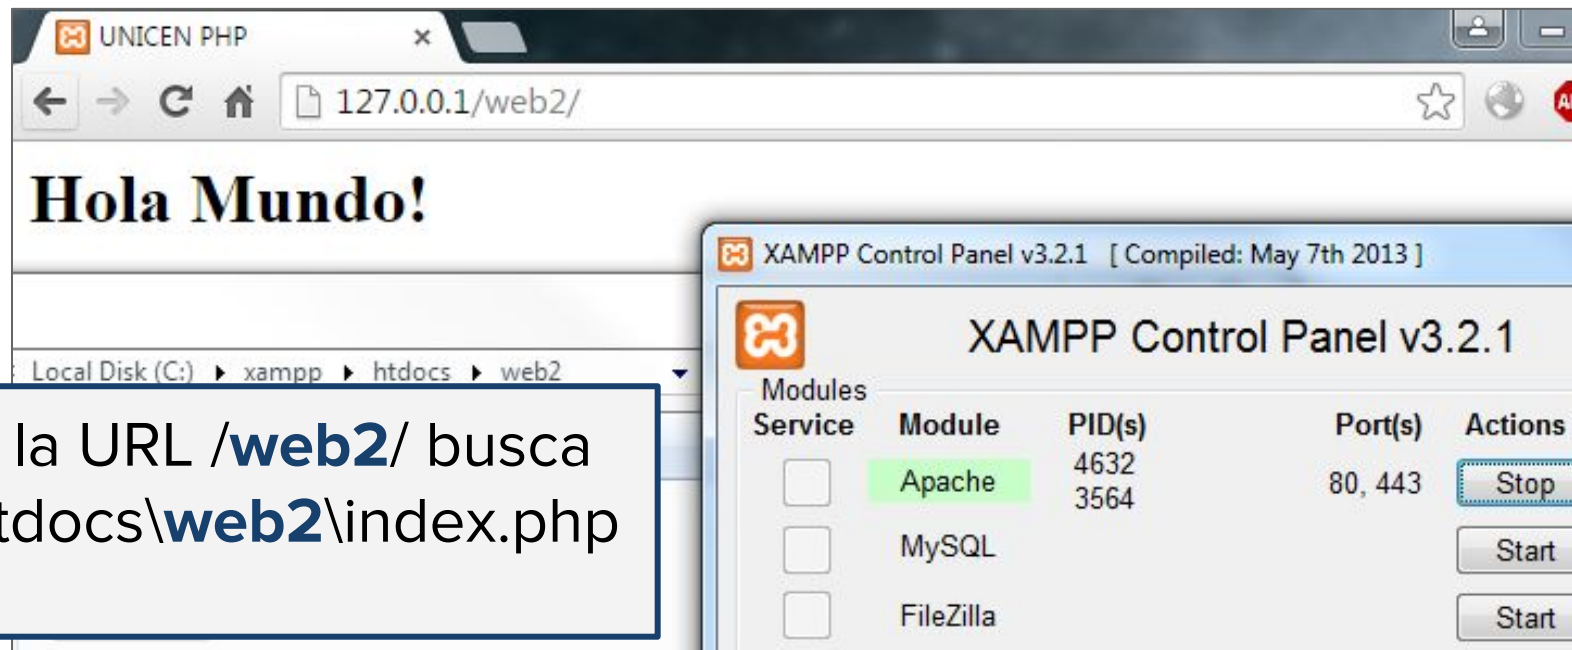 UNICEN PHP
127.0.0.1/web2/
Hola Mundo!
XAMPP Control Panel v3.2.1 [ Compiled: May 7th 2013 ]
XAMPP Control Panel v3.2.1
Local Disk (C:) xampp htdocs web2
la URL /web2/ busca
tdocs\web2\index.php
Modules
Service Module PID(s) Port(s) Actions
Apache 4632 3564 80, 443 Stop
MySQL Start
FileZilla Start